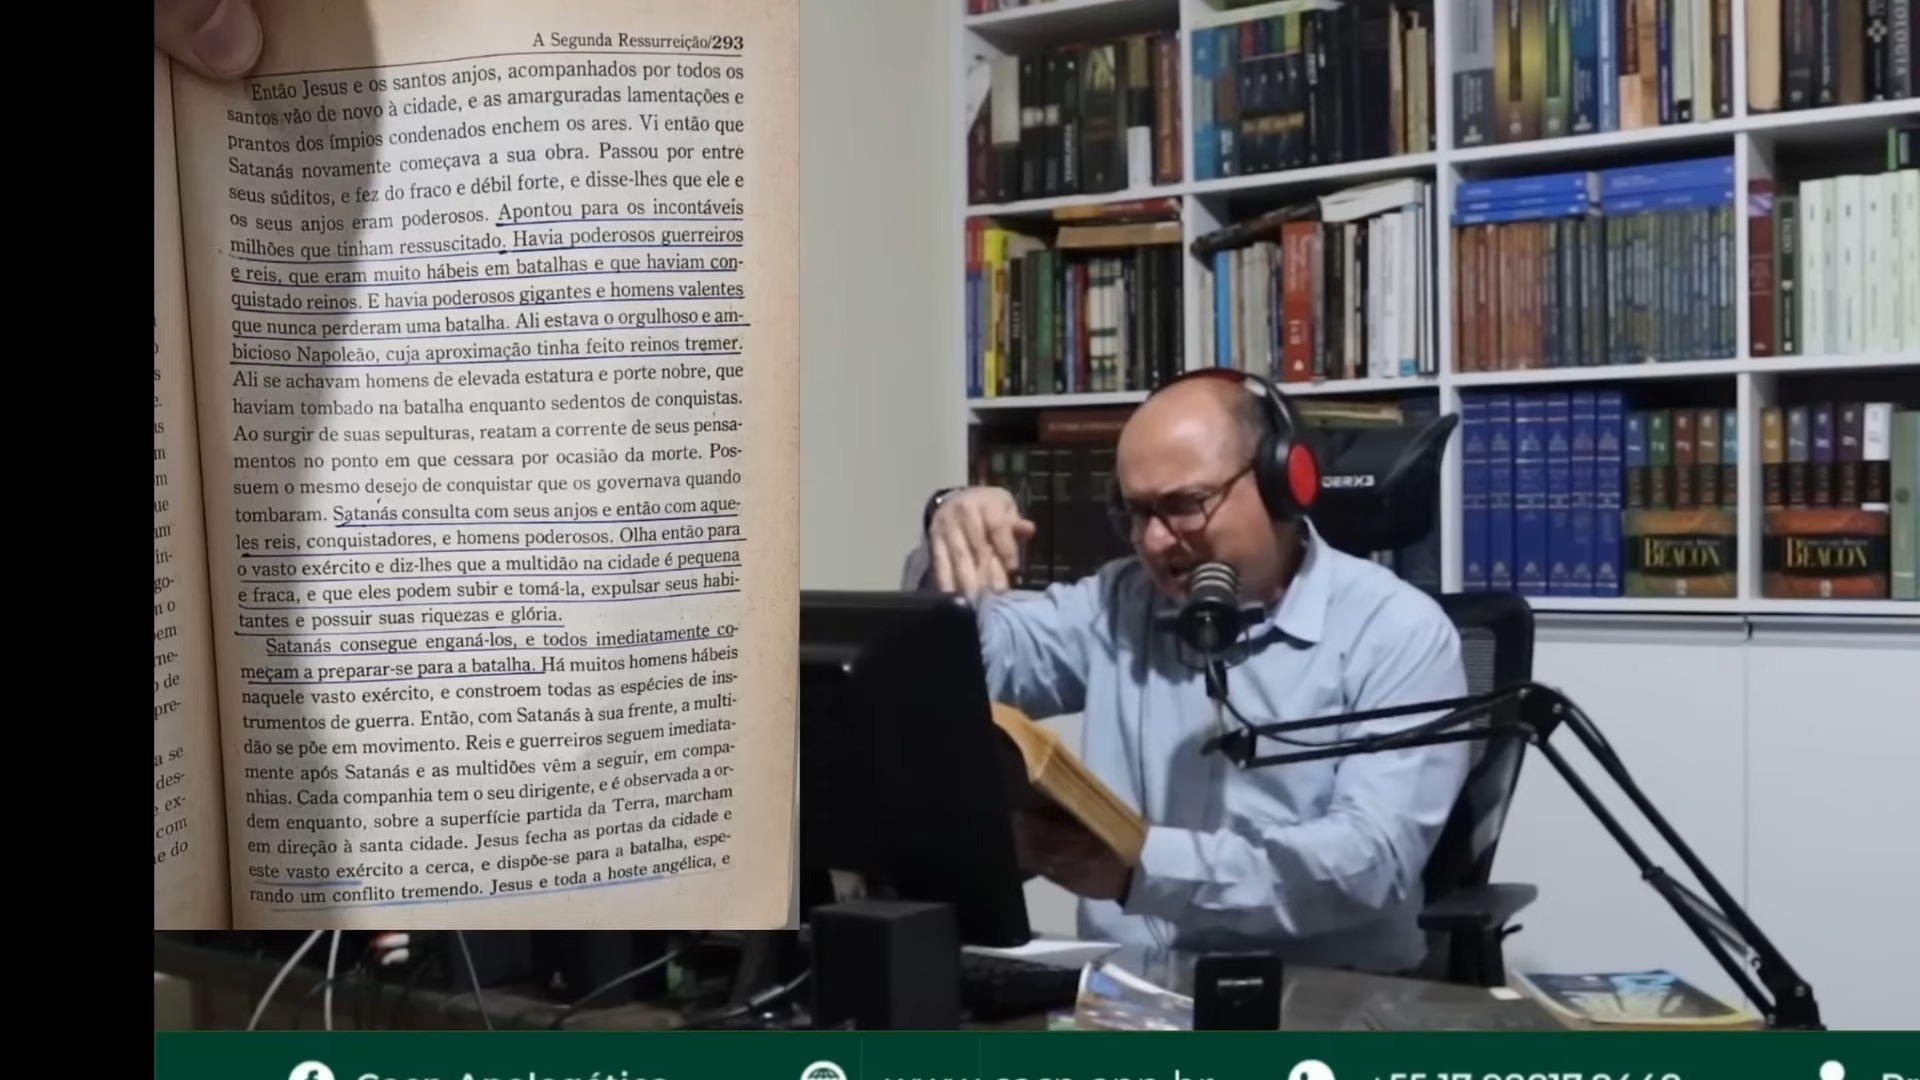 A Segunda Ressurreição/293
Então Jesus e os santos anjos, acompanhados por todos os
santos vão de novo à cidade, e as amarguradas lamentações e
prantos dos ímpios condenados enchem os ares. Vi então que
Satanás novamente começava a sua obra. Passou por entre
seus súditos, e fez do fraco e débil forte, e disse-lhes que ele e
os seus anjos eram poderosos. Apontou para os incontáveis
milhões que tinham ressuscitado. Havia poderosos guerreiros
e reis, que eram muito hábeis em batalhas e que haviam con-
quistado reinos. E havia poderosos gigantes e homens valentes
que nunca perderam uma batalha. Ali estava o orgulhoso e am-
bicioso Napoleão, cuja aproximação tinha feito reinos tremer.
Ali se achavam homens de elevada estatura e porte nobre, que
haviam tombado na batalha enquanto sedentos de conquistas.
Ao surgir de suas sepulturas, reatam a corrente de seus pensa-
mentos no ponto em que cessara por ocasião da morte. Pos-
suem o mesmo desejo de conquistar que os governava quando
tombaram. Satanás consulta com seus anjos e então com aque-
les reis, conquistadores, e homens poderosos. Olha então para
o vasto exército e diz-lhes que a multidão na cidade é pequena
e fraca, e que eles podem subir e tomá-la, expulsar seus habi-
tantes e possuir suas riquezas e glória.
Satanás consegue enganá-los, e todos imediatamente co-
meçam a preparar-se para a batalha. Há muitos homens hábeis
naquele vasto exército, e constroem todas as espécies de ins-
trumentos de guerra. Então, com Satanás à sua frente, a multi-
dão se põe em movimento. Reis e guerreiros seguem imediata-
mente após Satanás e as multidões vêm a seguir, em compa-
nhias. Cada companhia tem o seu dirigente, e é observada a or-
dem enquanto, sobre a superfície partida da Terra, marcham
em direção à santa cidade. Jesus fecha as portas da cidade e
este vasto exército a cerca, e dispõe-se para a batalha, espe-
rando um conflito tremendo. Jesus e toda a hoste angélica, e
BEACON
BEACON
DERX3